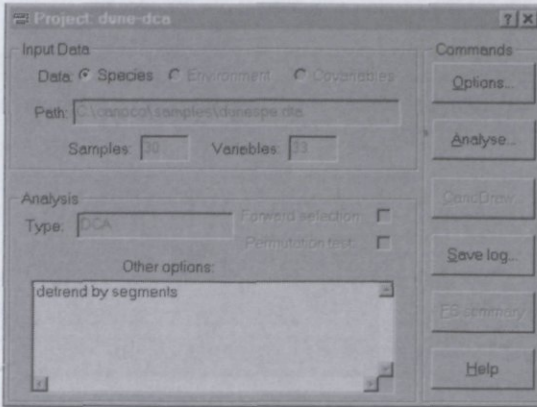 Project: dune-dca
Input Data
Data: Species Environment Covariables
Path: C:\canoco\samples\dunespe.dta
Samples: 30 Variables: 33
Analysis
Type: DCA
Forward selection:
Permutation test:
Other options:
detrend by segments
Commands
Options...
Analyse...
CanoDraw...
Save log...
FS summary
Help